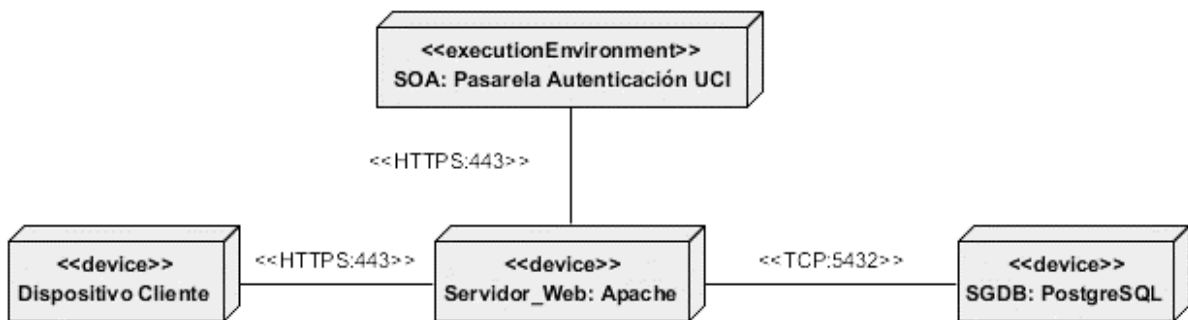 <<executionEnvironment>>
SOA: Pasarela Autenticación UCI
<<HTTPS:443>>
<<device>>
Dispositivo Cliente
<<HTTPS:443>>
<<device>>
Servidor_Web: Apache
<<TCP:5432>>
<<device>>
SGDB: PostgreSQL